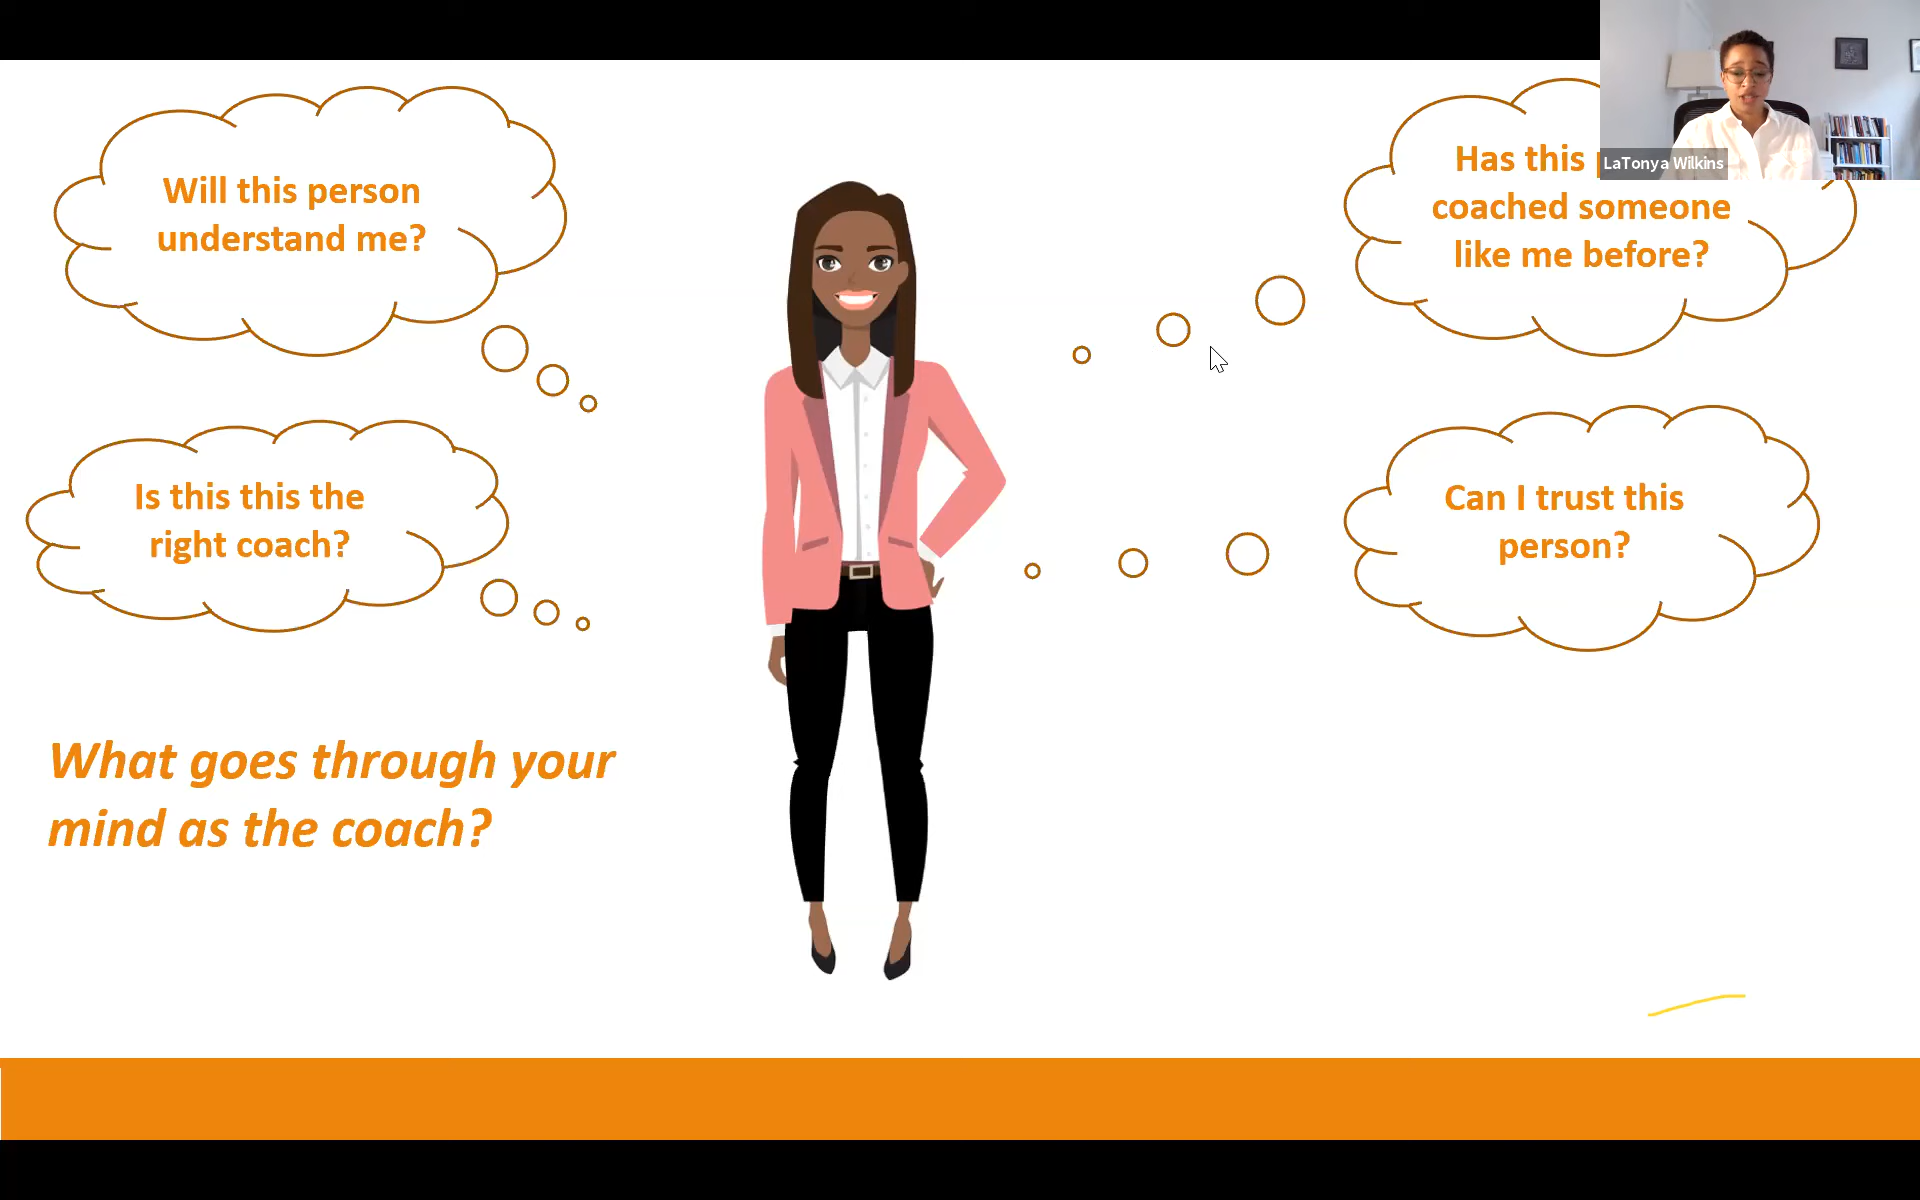 Will this person
understand me?
Has this
coached someone
like me before?
LaTonya Wilkins
Is this this the
right coach?
Can I trust this
person?
What goes through your
mind as the coach?